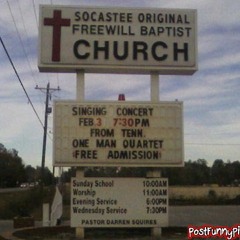 SOCASTEE ORIGINAL
FREEWILL BAPTIST
CHURCH
SINGING CONCERT
FEB.3 7:30PM
FROM TENN.
ONE MAN QUARTET
(FREE ADMISSION)
Sunday School 10:00AM
Worship 11:00AM
Evening Service 6:00PM
Wednesday Service 7:30PM
PASTOR DARREN SQUIRES
PostFunnyPi